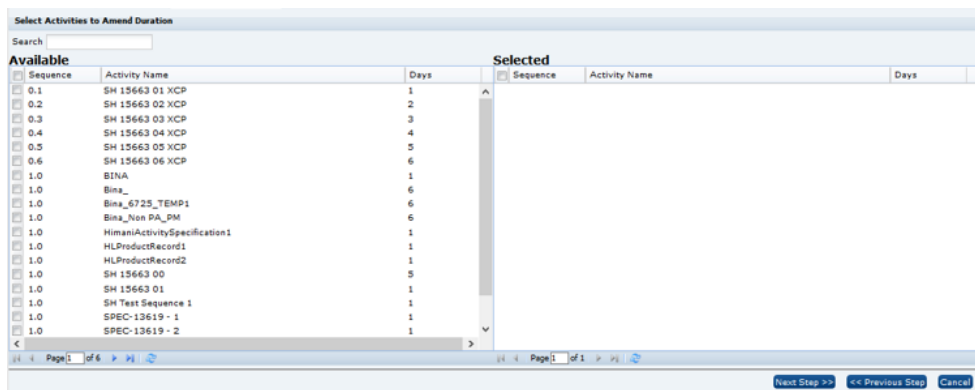 Select Activities to Amend Duration
Search
Available Selected
Sequence Activity Name Days Sequence Activity Name Days
0.1 SH 15663 01 XCP 1
0.2 SH 15663 02 XCP 2
0.3 SH 15663 03 XCP 3
0.4 SH 15663 04 XCP 4
0.5 SH 15663 05 XCP 5
0.6 SH 15663 06 XCP 6
1.0 BINA 1
1.0 Bina_ 6
1.0 Bina_6725_TEMP1 6
1.0 Bina_Non PA_PM 6
1.0 HimaniActivitySpecification1 1
1.0 HLProductRecord1 1
1.0 HLProductRecord2 1
1.0 SH 15663 00 5
1.0 SH 15663 01 1
1.0 SH Test Sequence 1 1
1.0 SPEC-13619 - 1 1
1.0 SPEC-13619 - 2 1
Page 1 of 6 Page 1 of 1
Next Step >> << Previous Step Cancel